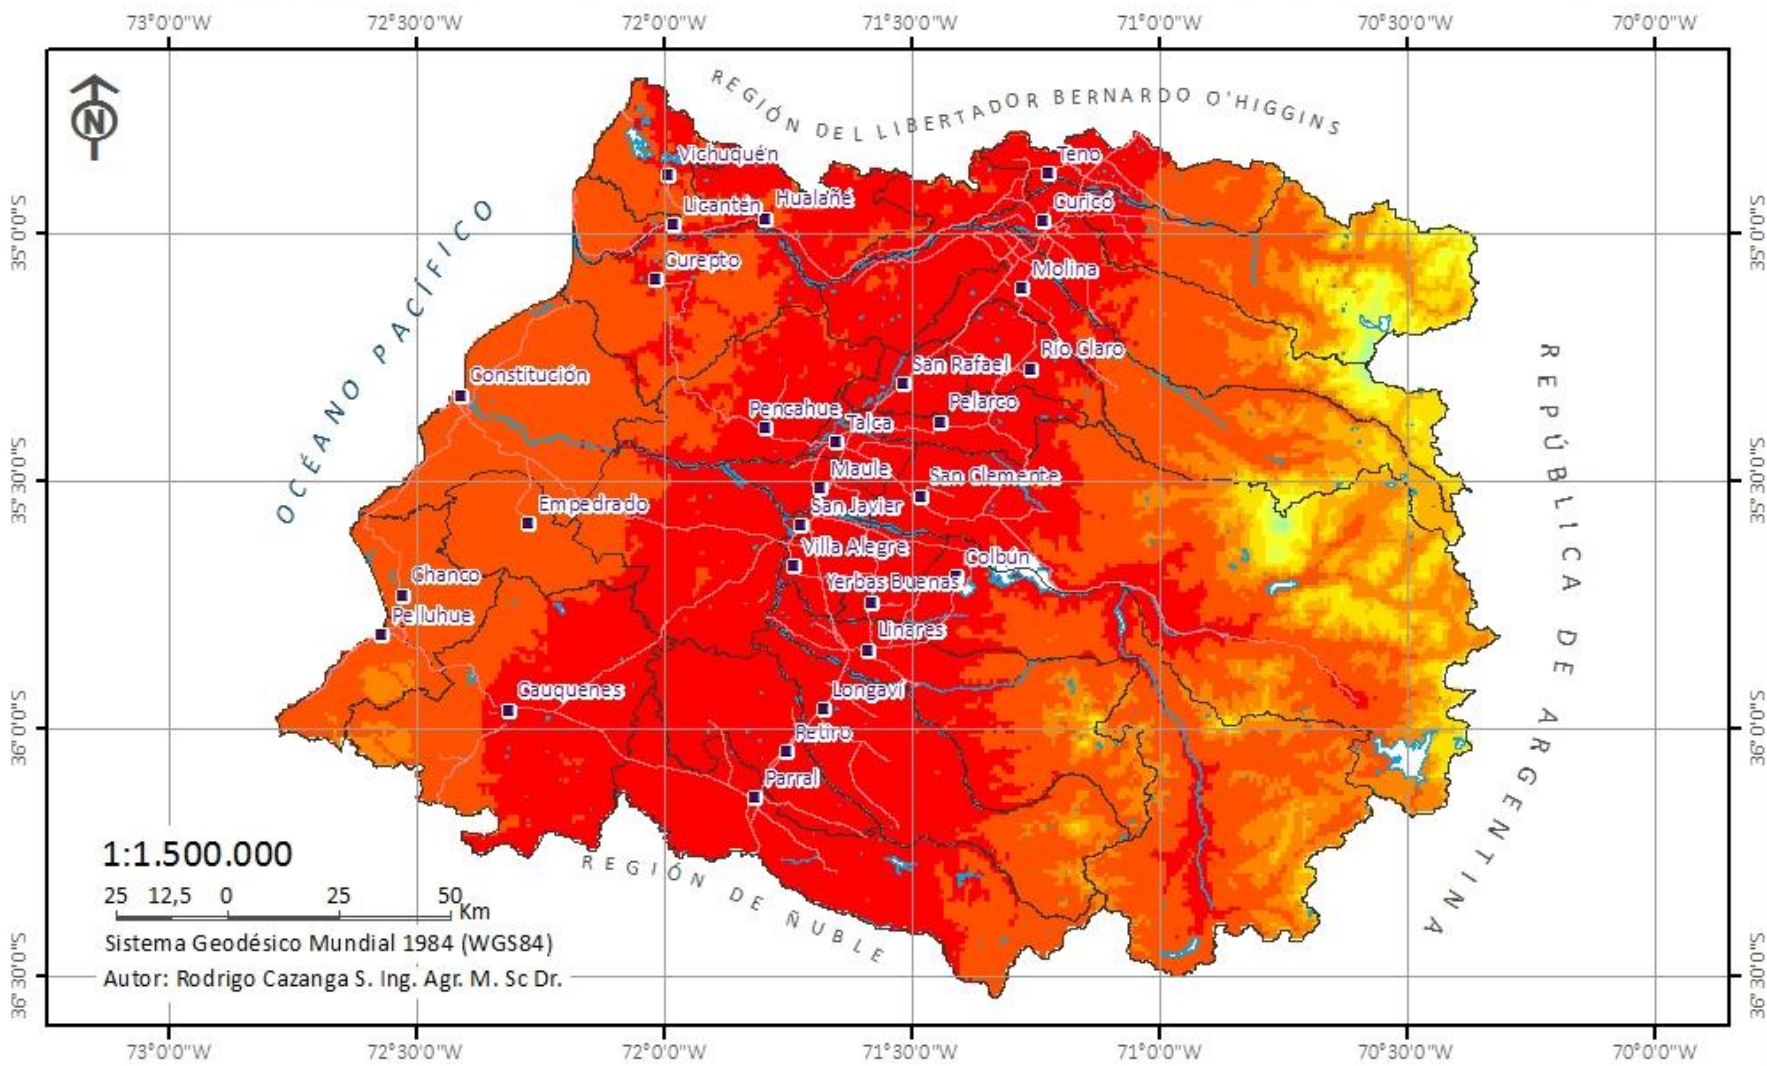 73°0'0"W 72°30'0"W 72°0'0"W 71°30'0"W 71°0'0"W 70°30'0"W 70°0'0"W
N
REGIÓN DEL LIBERTADOR BERNARDO O'HIGGINS
Vichuquén
Teno
Licantén
Hualañé
Curicó
35°0'0"S
35°0'0"S
OCÉANO PACÍFICO
Curepto
Molina
Río Claro
San Rafael
Constitución
Pencahue
Pelarco
Talca
REPÚBLICA DE ARGENTINA
Maule
San Clemente
35°30'0"S
35°30'0"S
Empedrado
San Javier
Villa Alegre
Colbún
Chanco
Yerbas Buenas
Pelluhue
Linares
Cauquenes
Longaví
36°0'0"S
36°0'0"S
Retiro
Parral
REGIÓN DE ÑUBLE
1:1.500.000
25 12,5 0 25 50
Km
Sistema Geodésico Mundial 1984 (WGS84)
Autor: Rodrigo Cazanga S. Ing. Agr. M. Sc Dr.
36°30'0"S
36°30'0"S
73°0'0"W 72°30'0"W 72°0'0"W 71°30'0"W 71°0'0"W 70°30'0"W 70°0'0"W